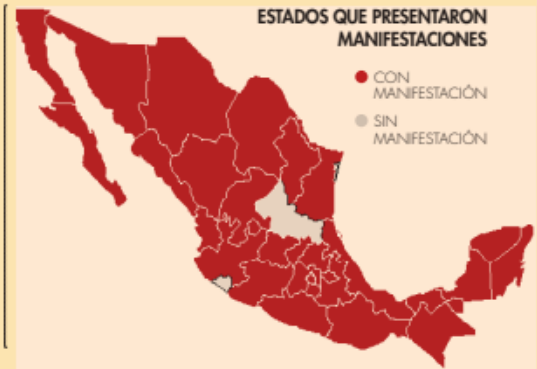 ESTADOS QUE PRESENTARON
MANIFESTACIONES
CON
MANIFESTACIÓN
SIN
MANIFESTACIÓN